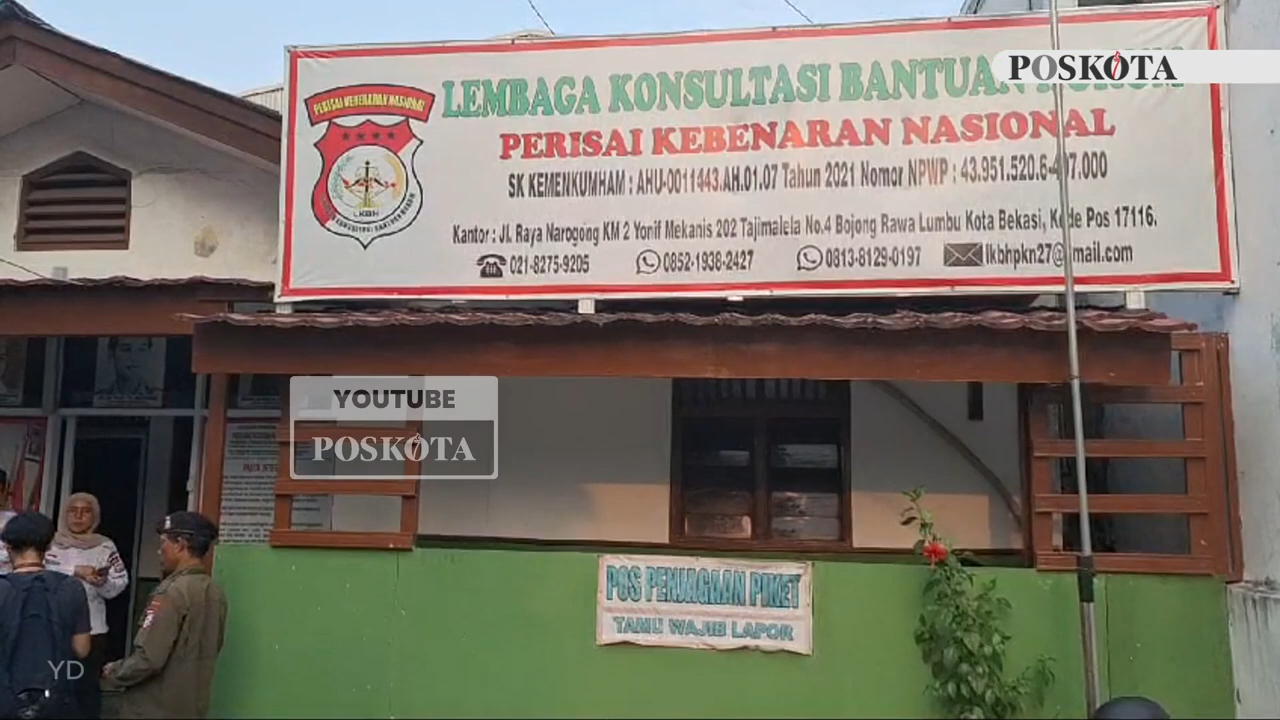 POSKOTA
PERISAI KEBENARAN NASIONAL
LEMBAGA KONSULTASI BANTUAN
PERISAI KEBENARAN NASIONAL
SK KEMENKUMHAM : AHU-0011443.AH.01.07 Tahun 2021 Nomor NPWP : 43.951.520.6-407.000
LKBH
Kantor : Jl. Raya Narogong KM 2 Yonif Mekanis 202 Tajimalela No.4 Bojong Rawa Lumbu Kota Bekasi, Kode Pos 17116.
021-8275-9205 0852-1938-2427 0813-8129-0197 lkbhpkn27@gmail.com
YOUTUBE
POSKOTA
POS PENJAGAAN PIKET
TAMU WAJIB LAPOR
YD